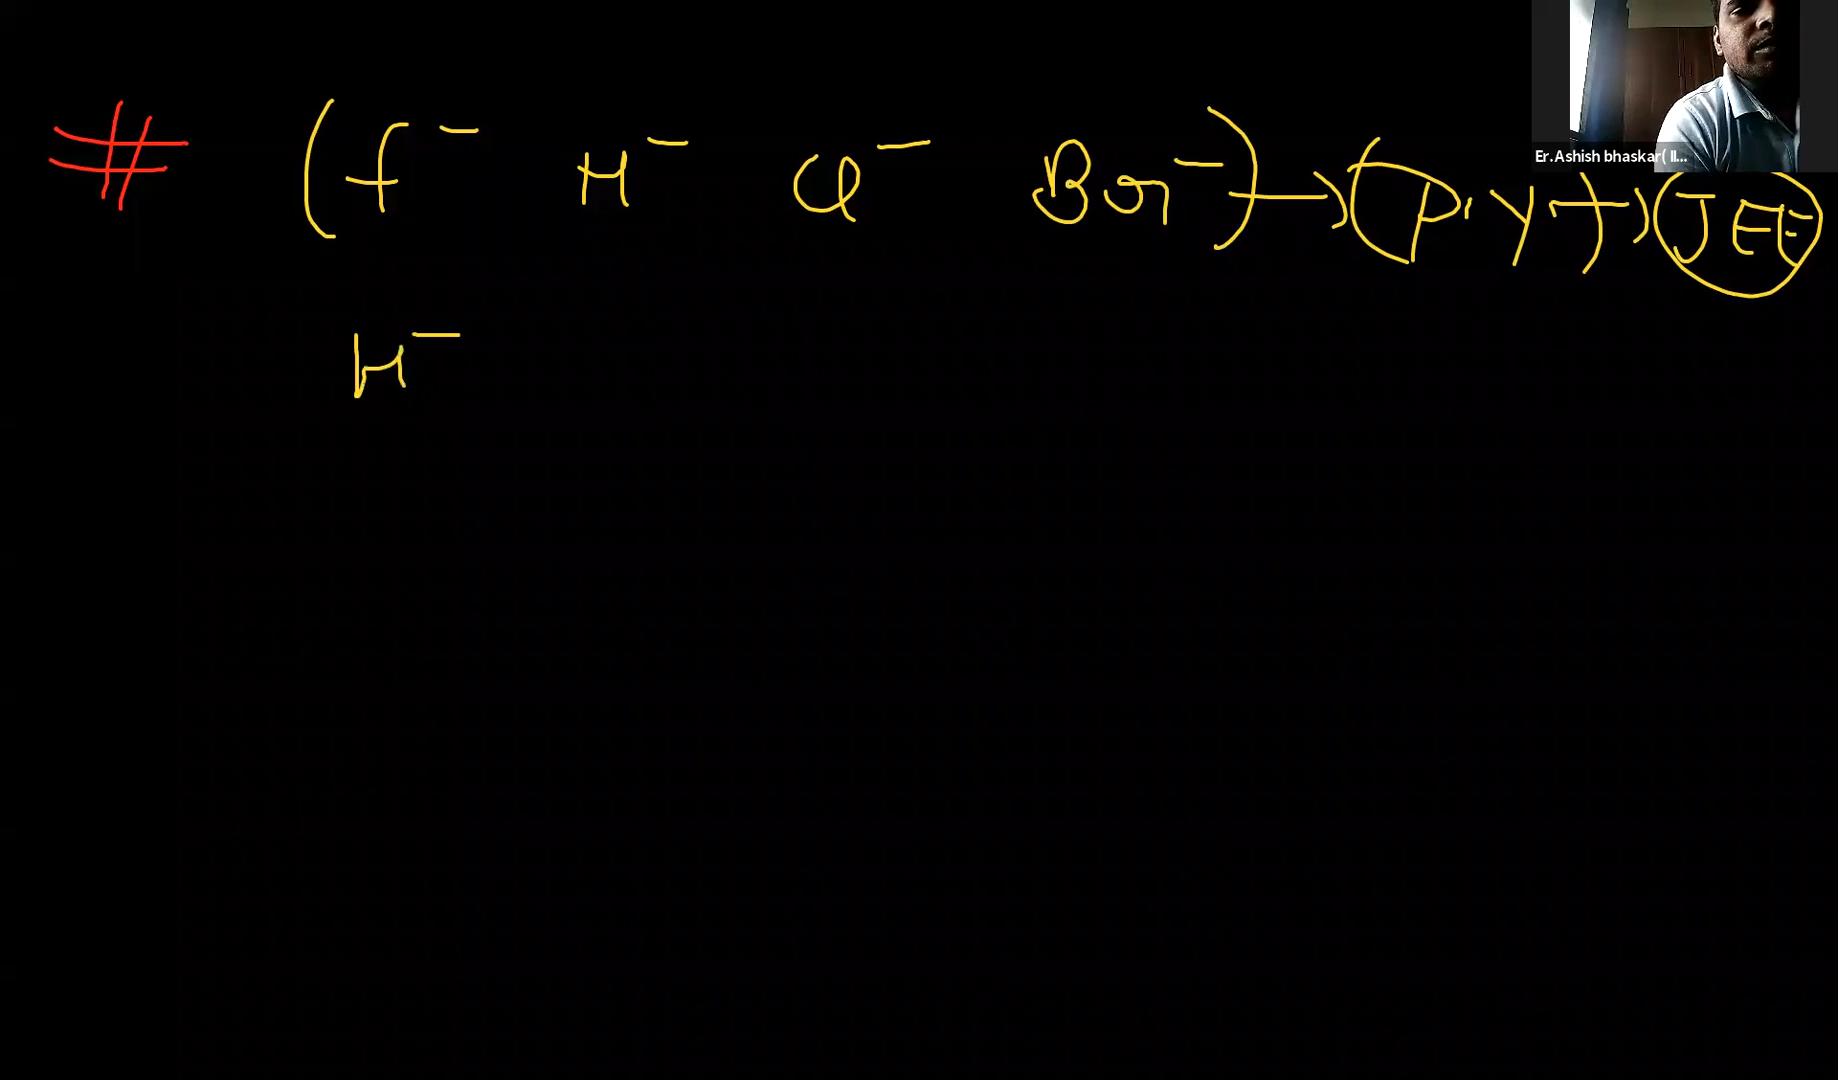 # (f⁻ H⁻ Cl⁻ Br⁻) → (P.Y) → JEE
H⁻
Er.Ashish bhaskar( II...